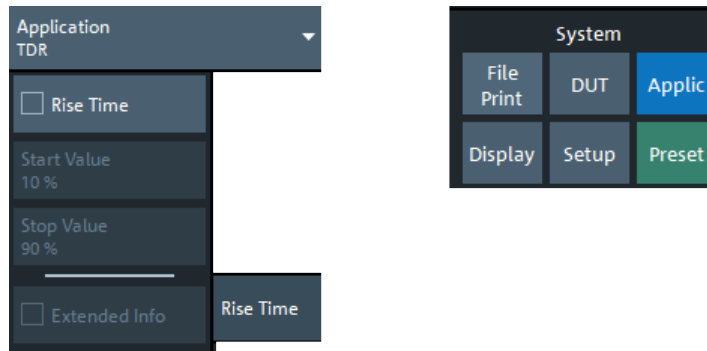 Application
TDR
Rise Time
Start Value
10 %
Stop Value
90 %
Extended Info
Rise Time
System
File
Print
DUT
Applic
Display
Setup
Preset